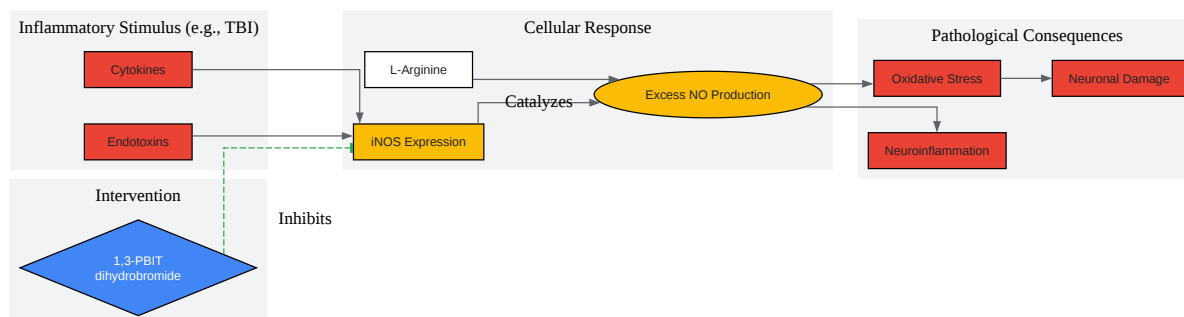 Inflammatory Stimulus (e.g., TBI)
Cytokines
Endotoxins
Intervention
1,3-PBIT
dihydrobromide
Inhibits
Cellular Response
L-Arginine
iNOS Expression
Catalyzes
Excess NO Production
Pathological Consequences
Oxidative Stress
Neuronal Damage
Neuroinflammation